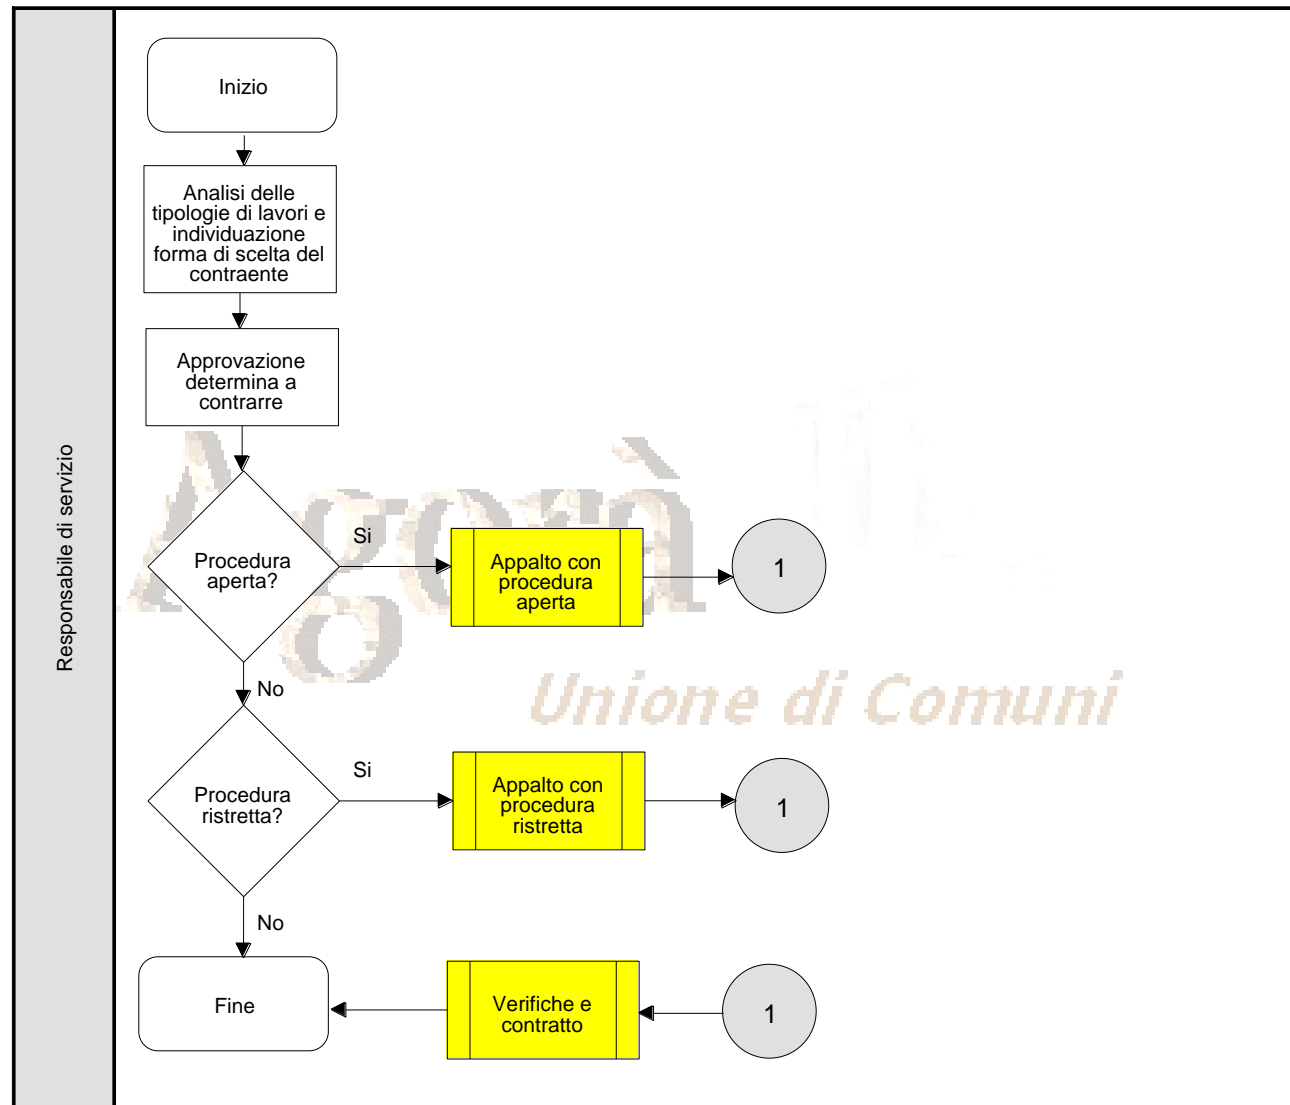 Responsabile di servizio
Inizio
Analisi delle
tipologie di lavori e
individuazione
forma di scelta del
contraente
Approvazione
determina a
contrarre
Agorà
Unione di Comuni
Procedura
aperta?
Si
Appalto con
procedura
aperta
1
No
Procedura
ristretta?
Si
Appalto con
procedura
ristretta
1
No
Fine
Verifiche e
contratto
1